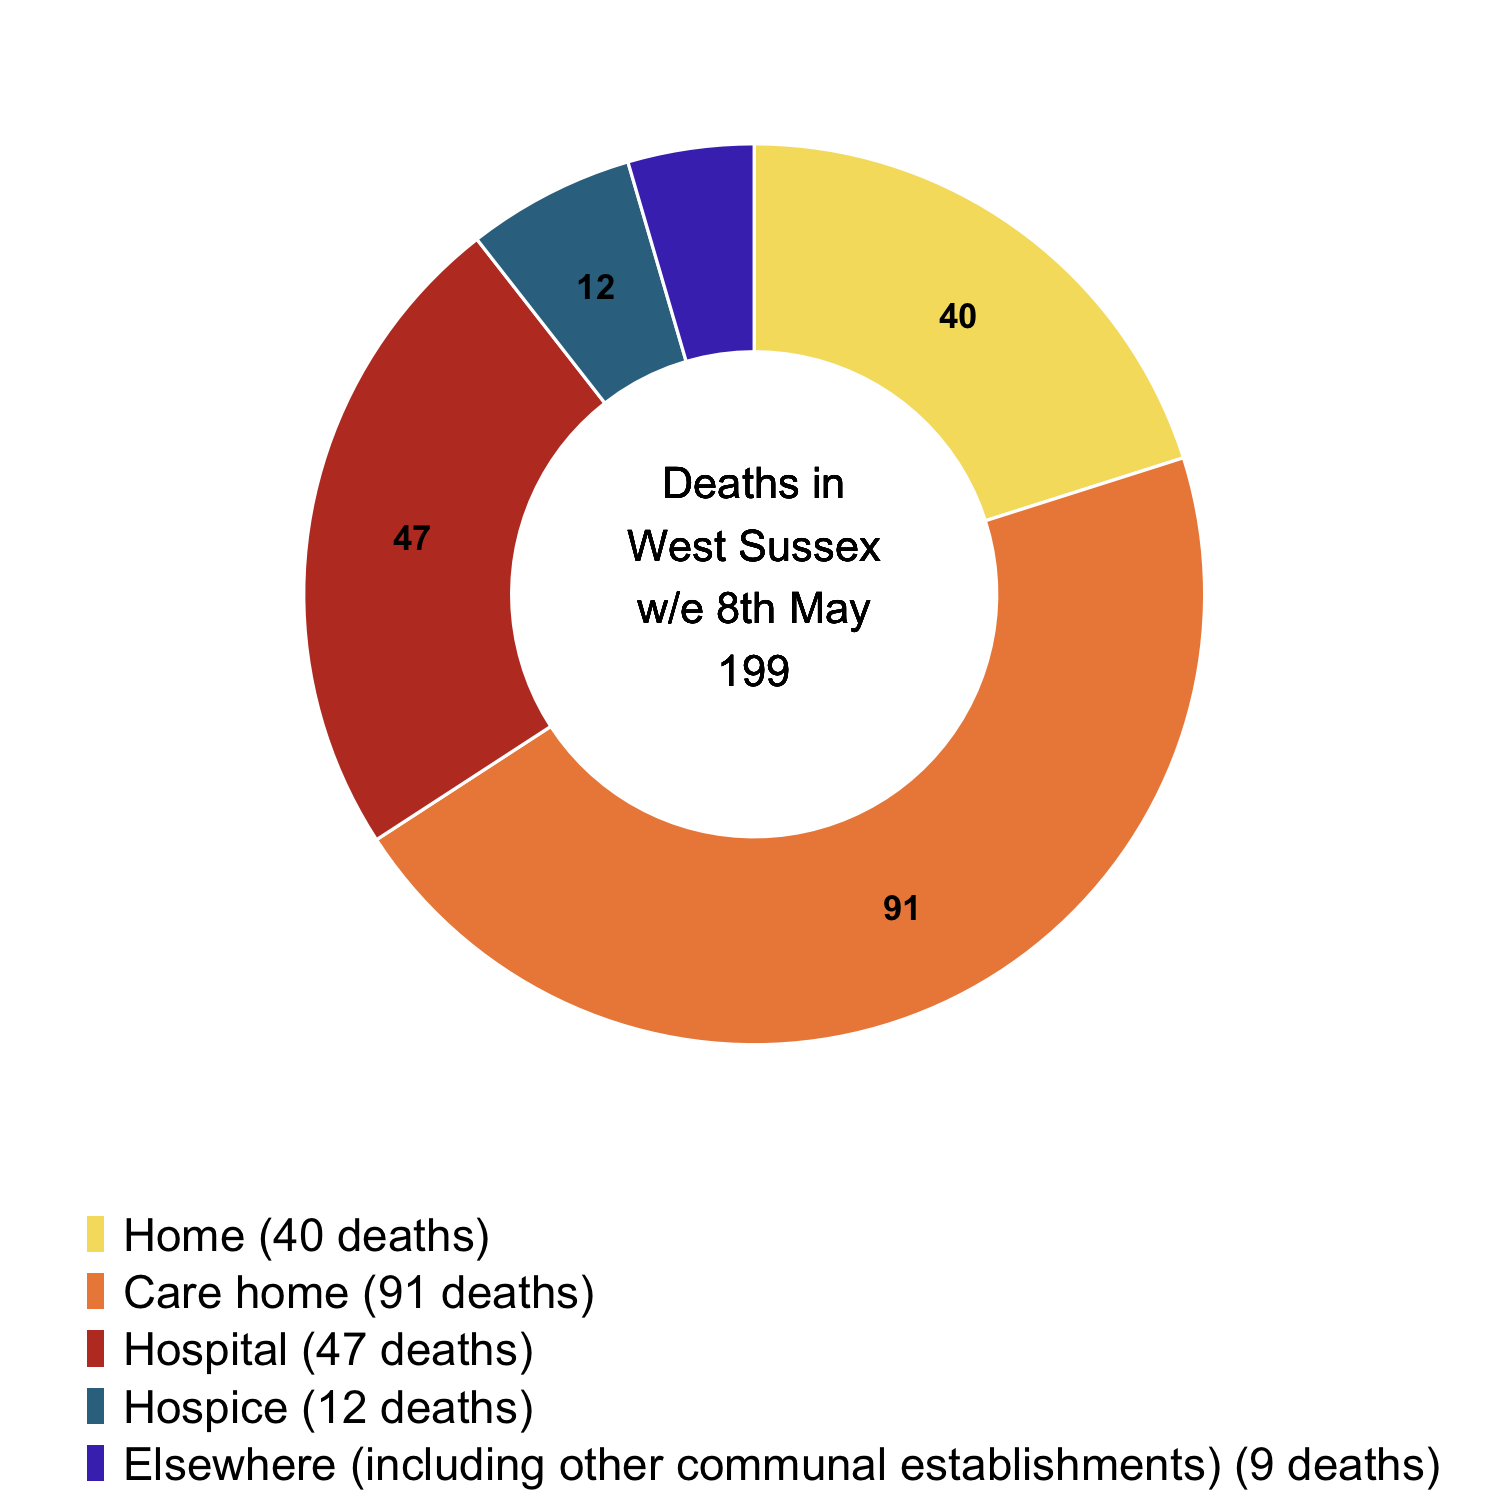 12
40
47
Deaths in
West Sussex
w/e 8th May
199
91
Home (40 deaths)
Care home (91 deaths)
Hospital (47 deaths)
Hospice (12 deaths)
Elsewhere (including other communal establishments) (9 deaths)